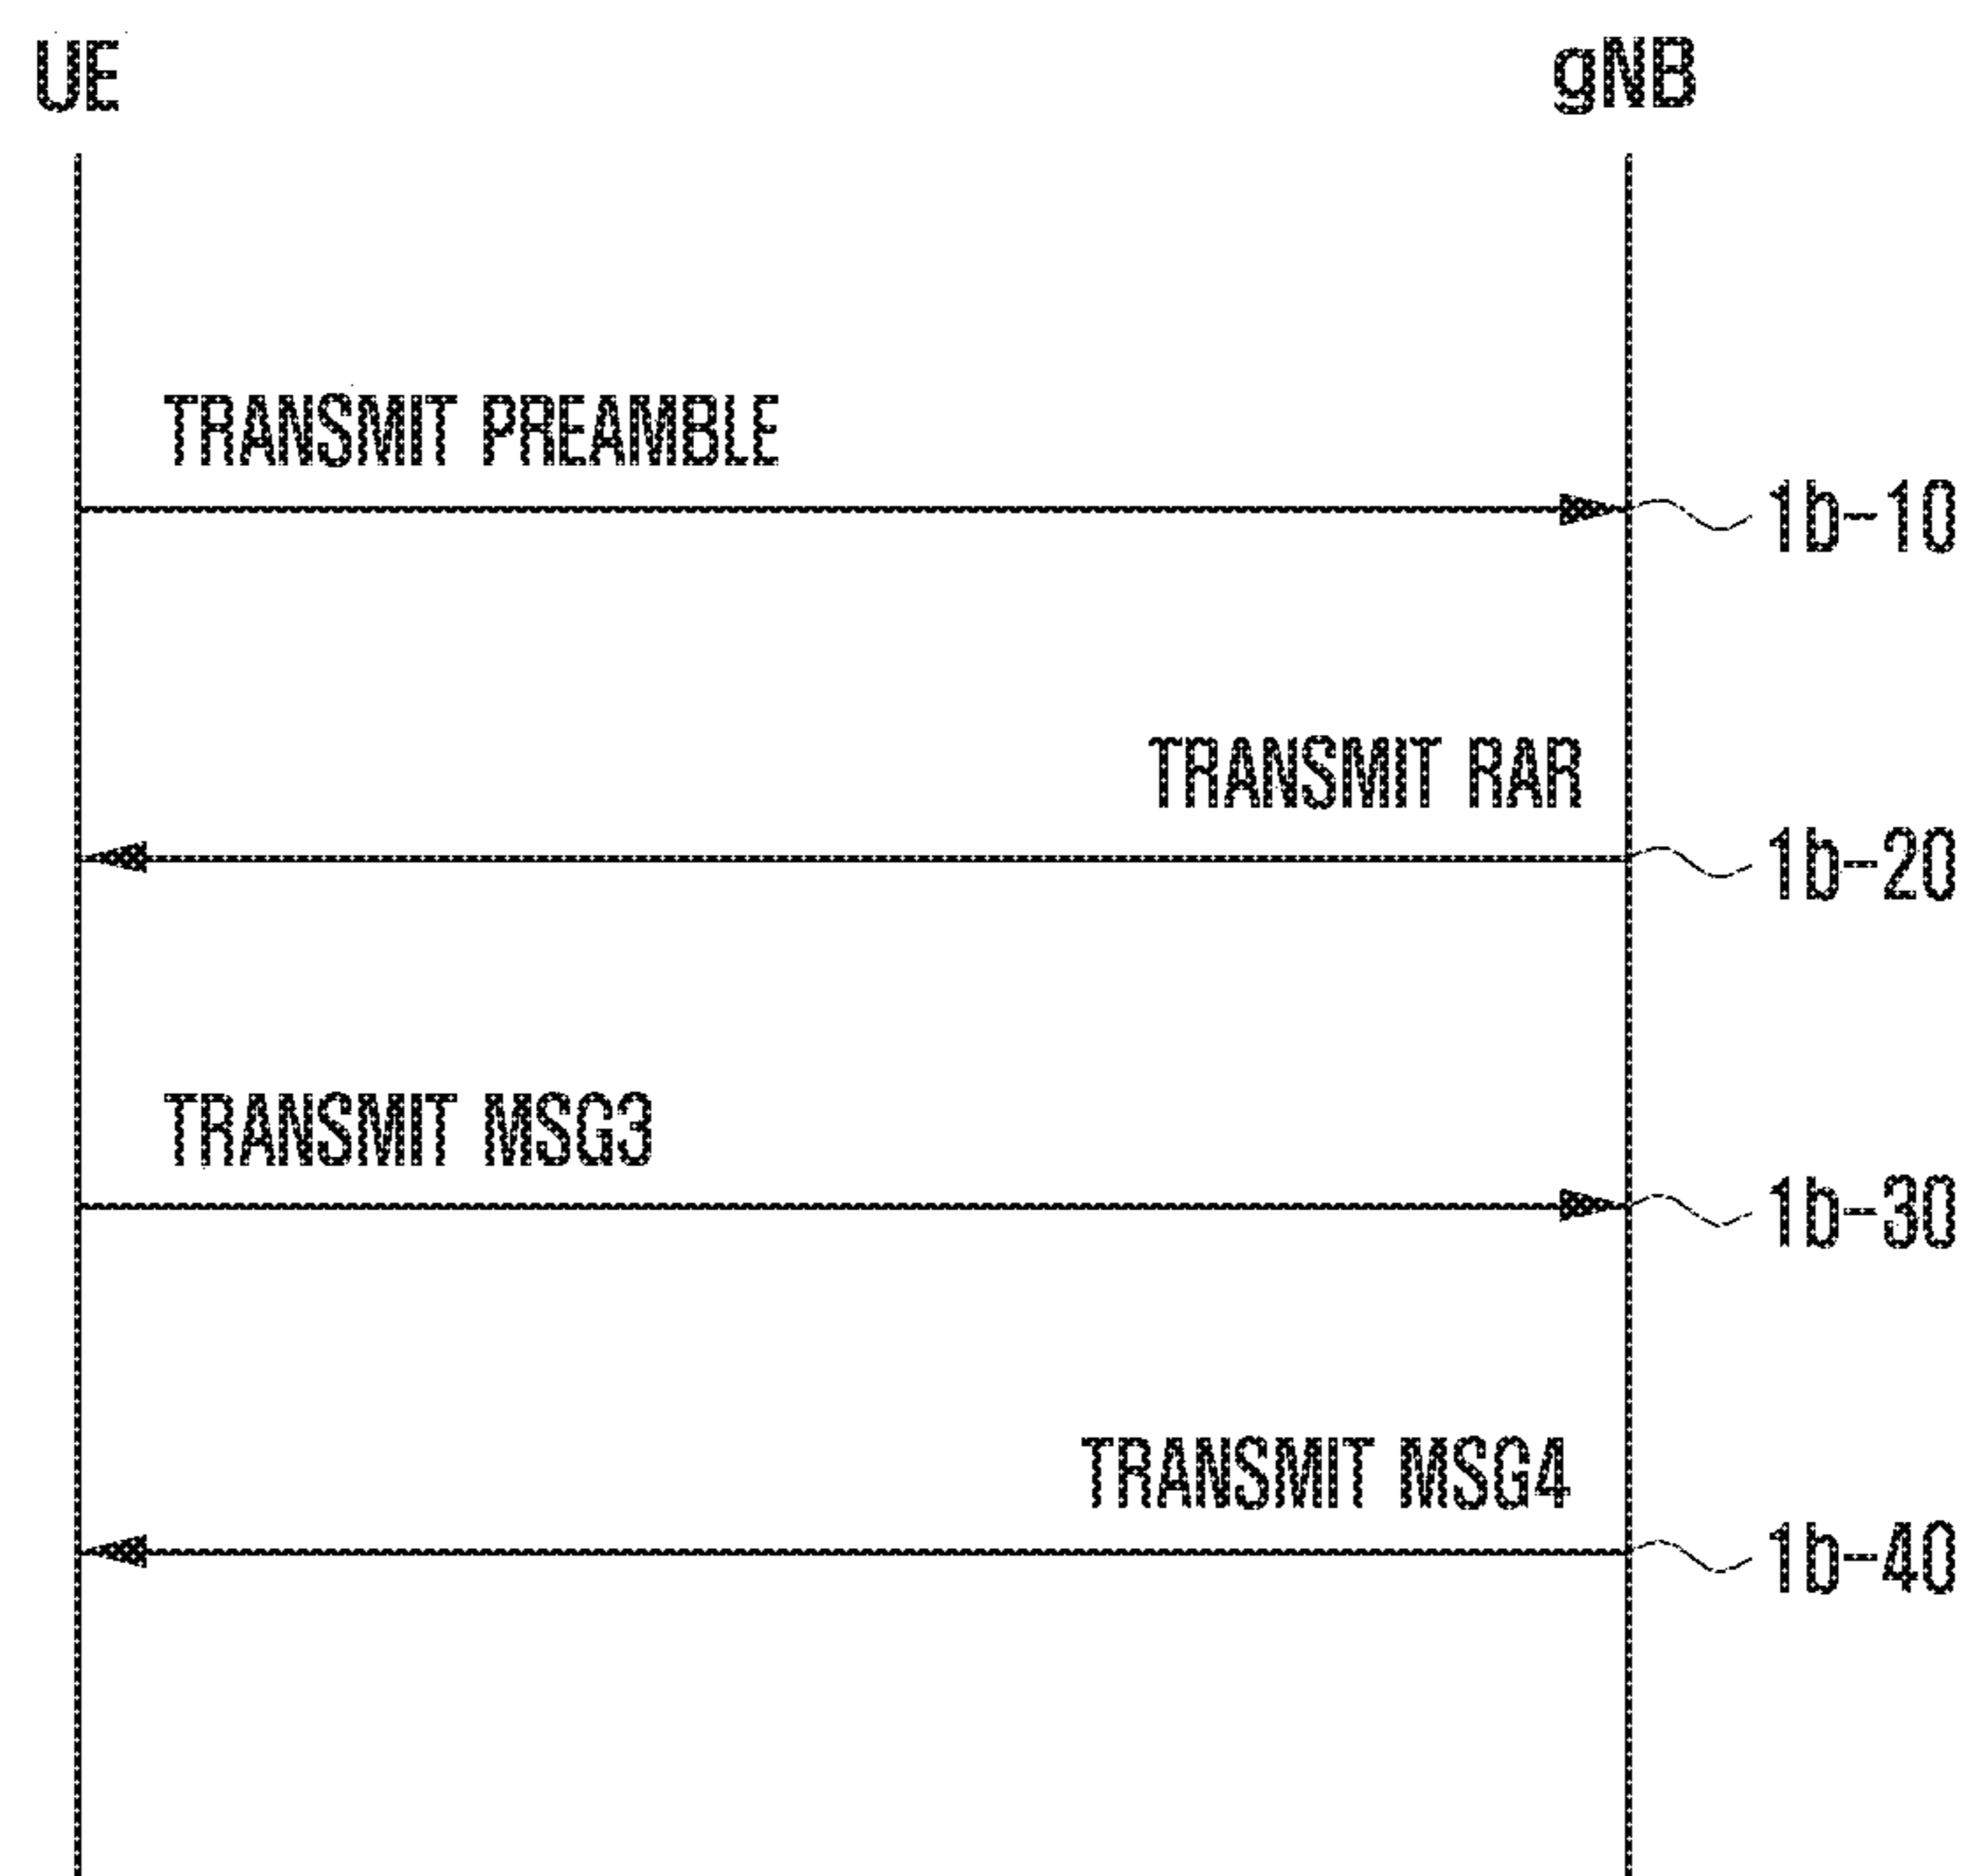 UE gNB
TRANSMIT PREAMBLE
1b-10
TRANSMIT RAR
1b-20
TRANSMIT MSG3
1b-30
TRANSMIT MSG4
1b-40